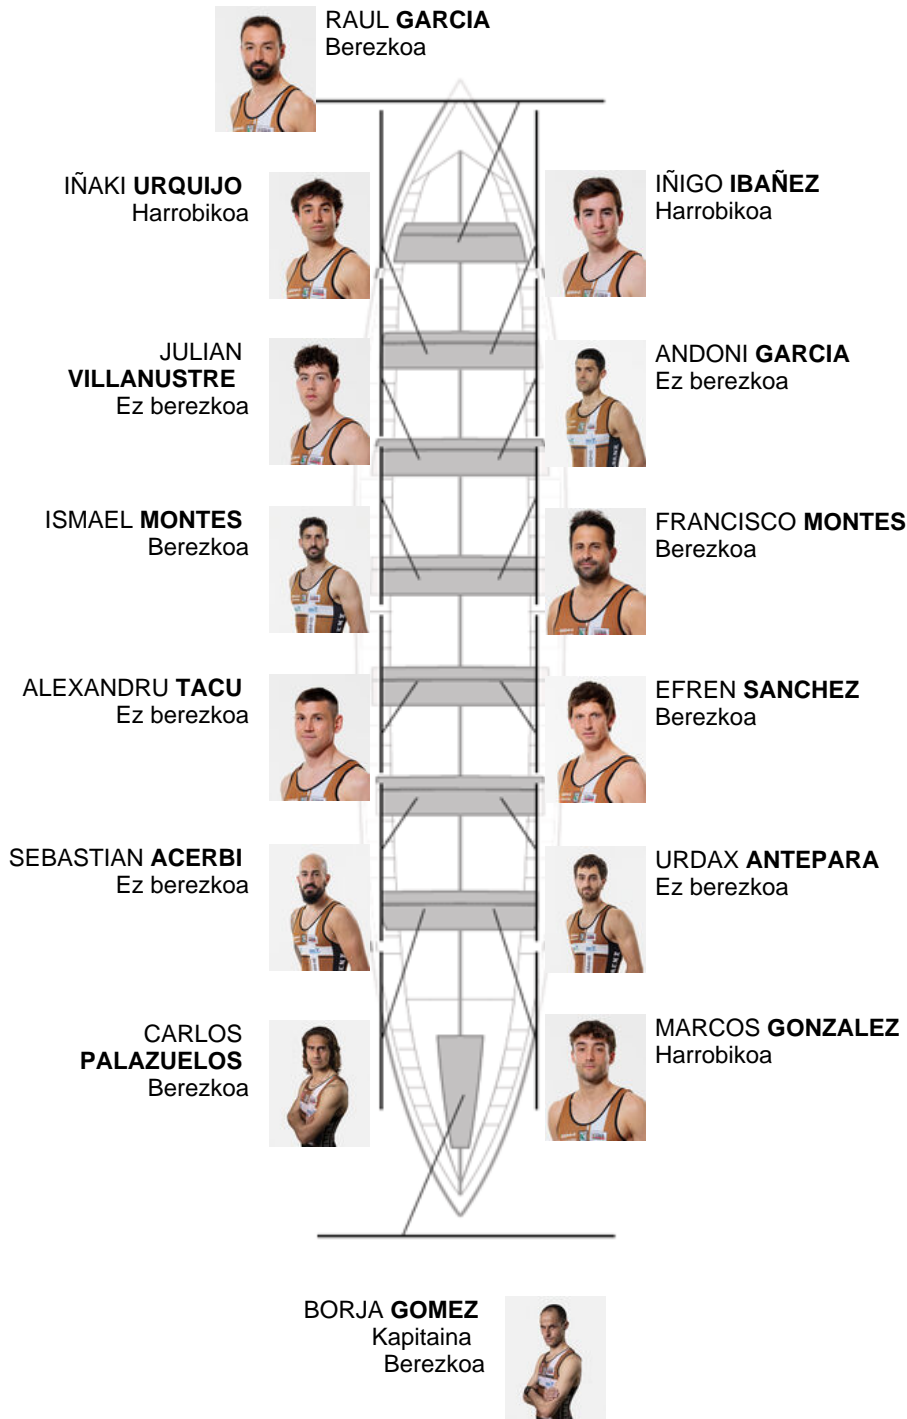 RAUL GARCIA
Berezkoa
IÑAKI URQUIJO
Harrobikoa
IÑIGO IBAÑEZ
Harrobikoa
JULIAN
VILLANUSTRE
Ez berezkoa
ANDONI GARCIA
Ez berezkoa
ISMAEL MONTES
Berezkoa
FRANCISCO MONTES
Berezkoa
ALEXANDRU TACU
Ez berezkoa
EFREN SANCHEZ
Berezkoa
SEBASTIAN ACERBI
Ez berezkoa
URDAX ANTEPARA
Ez berezkoa
CARLOS
PALAZUELOS
Berezkoa
MARCOS GONZALEZ
Harrobikoa
BORJA GOMEZ
Kapitaina
Berezkoa